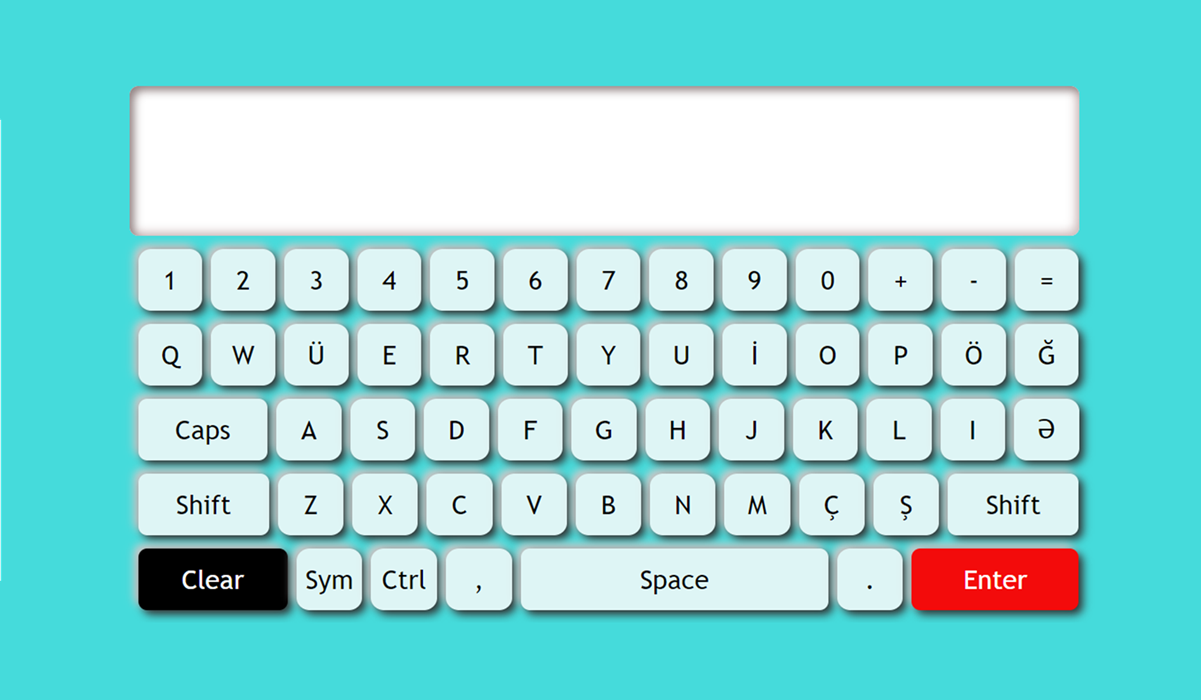 1 2 3 4 5 6 7 8 9 0 + - =
Q W Ü E R T Y U İ O P Ö Ğ
Caps A S D F G H J K L I Ə
Shift Z X C V B N M Ç Ş Shift
Clear Sym Ctrl , Space . Enter